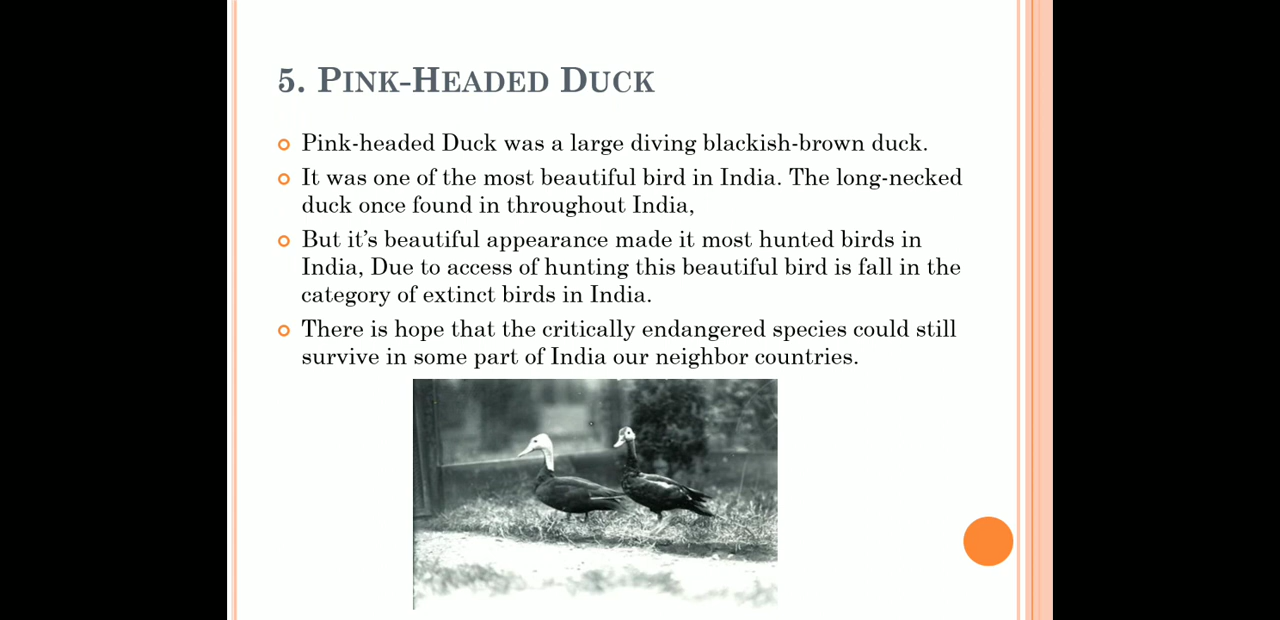 5. PINK-HEADED DUCK
Pink-headed Duck was a large diving blackish-brown duck.
It was one of the most beautiful bird in India. The long-necked
duck once found in throughout India,
But it’s beautiful appearance made it most hunted birds in
India, Due to access of hunting this beautiful bird is fall in the
category of extinct birds in India.
There is hope that the critically endangered species could still
survive in some part of India our neighbor countries.